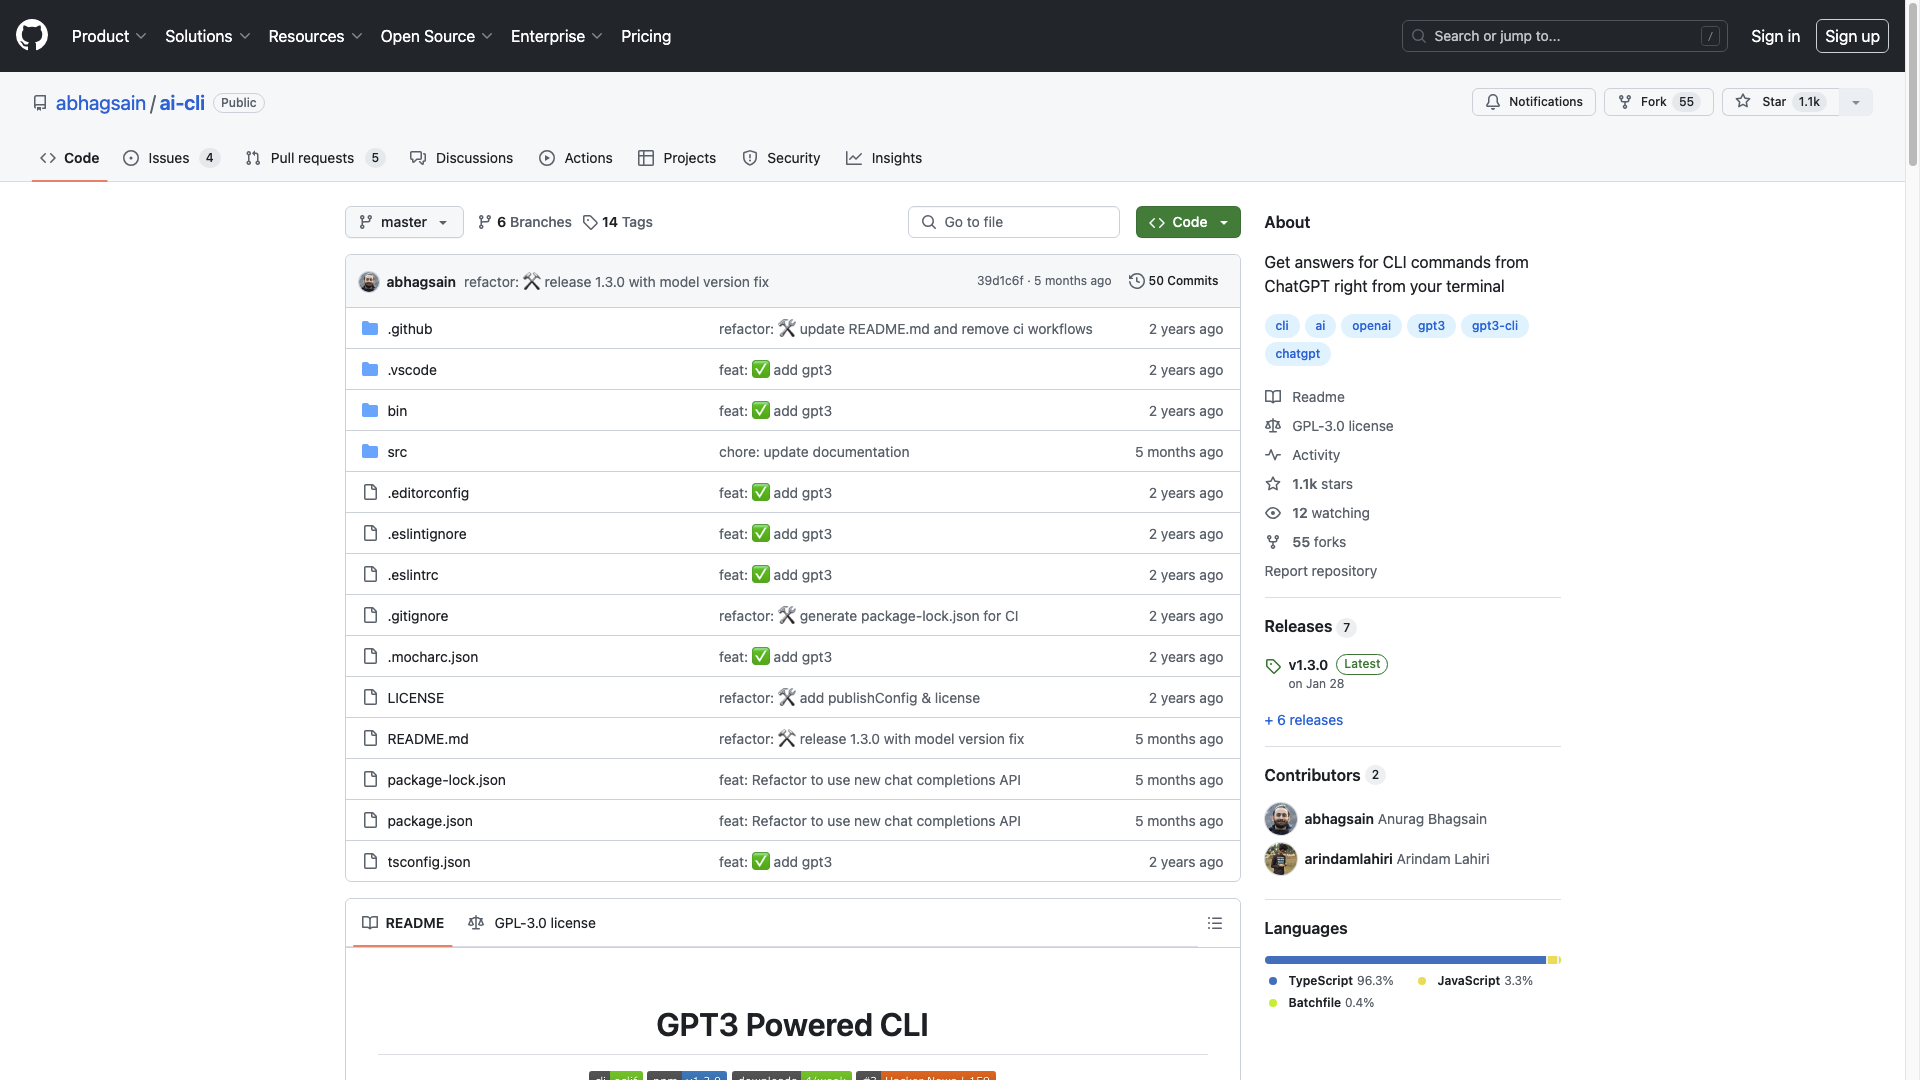 Product Solutions Resources Open Source Enterprise Pricing Search or jump to... / Sign in Sign up
abhagsain / ai-cli Public Notifications Fork 55 Star 1.1k
Code Issues 4 Pull requests 5 Discussions Actions Projects Security Insights
master 6 Branches 14 Tags Go to file Code
abhagsain refactor: 🛠 release 1.3.0 with model version fix 39d1c6f · 5 months ago 50 Commits
.github refactor: 🛠 update README.md and remove ci workflows 2 years ago
.vscode feat: ✅ add gpt3 2 years ago
bin feat: ✅ add gpt3 2 years ago
src chore: update documentation 5 months ago
.editorconfig feat: ✅ add gpt3 2 years ago
.eslintignore feat: ✅ add gpt3 2 years ago
.eslintrc feat: ✅ add gpt3 2 years ago
.gitignore refactor: 🛠 generate package-lock.json for CI 2 years ago
.mocharc.json feat: ✅ add gpt3 2 years ago
LICENSE refactor: 🛠 add publishConfig & license 2 years ago
README.md refactor: 🛠 release 1.3.0 with model version fix 5 months ago
package-lock.json feat: Refactor to use new chat completions API 5 months ago
package.json feat: Refactor to use new chat completions API 5 months ago
tsconfig.json feat: ✅ add gpt3 2 years ago
README GPL-3.0 license
GPT3 Powered CLI
About
Get answers for CLI commands from
ChatGPT right from your terminal
cli ai openai gpt3 gpt3-cli
chatgpt
Readme
GPL-3.0 license
Activity
1.1k stars
12 watching
55 forks
Report repository
Releases 7
v1.3.0 Latest
on Jan 28
+ 6 releases
Contributors 2
abhagsain Anurag Bhagsain
arindamlahiri Arindam Lahiri
Languages
TypeScript 96.3% JavaScript 3.3%
Batchfile 0.4%